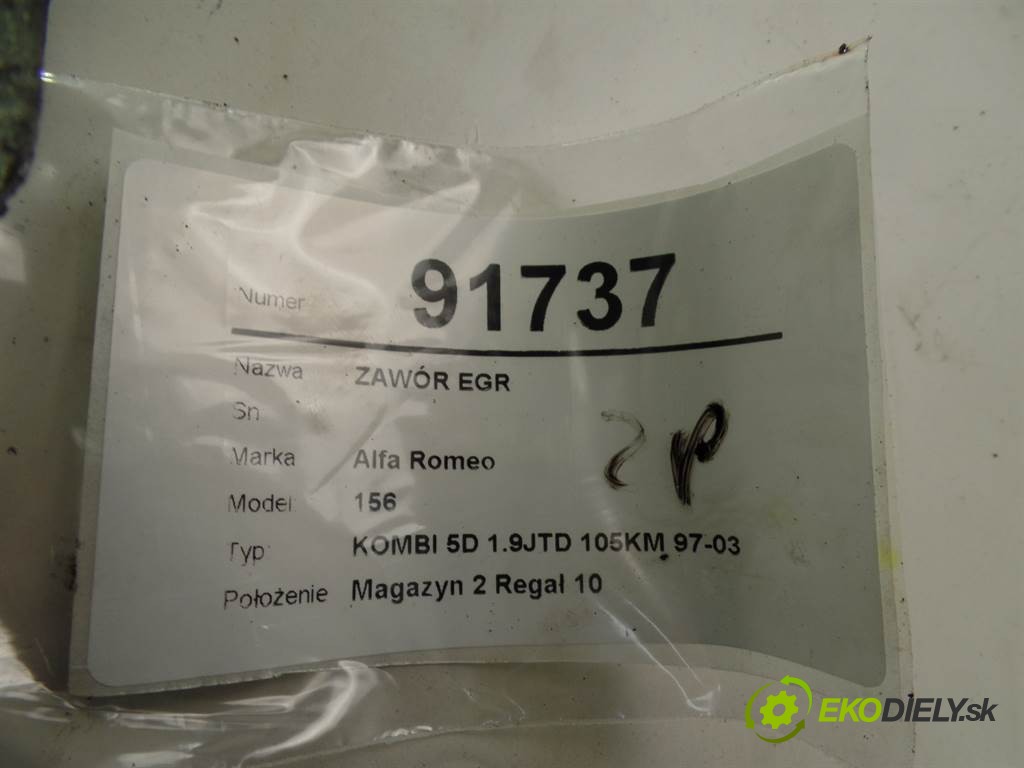 Numer 91737
Nazwa ZAWÓR EGR
Sn
Marka Alfa Romeo
Model: 156
Typ: KOMBI 5D 1.9JTD 105KM 97-03
Położenie Magazyn 2 Regał 10
2P
EKODIELY.sk